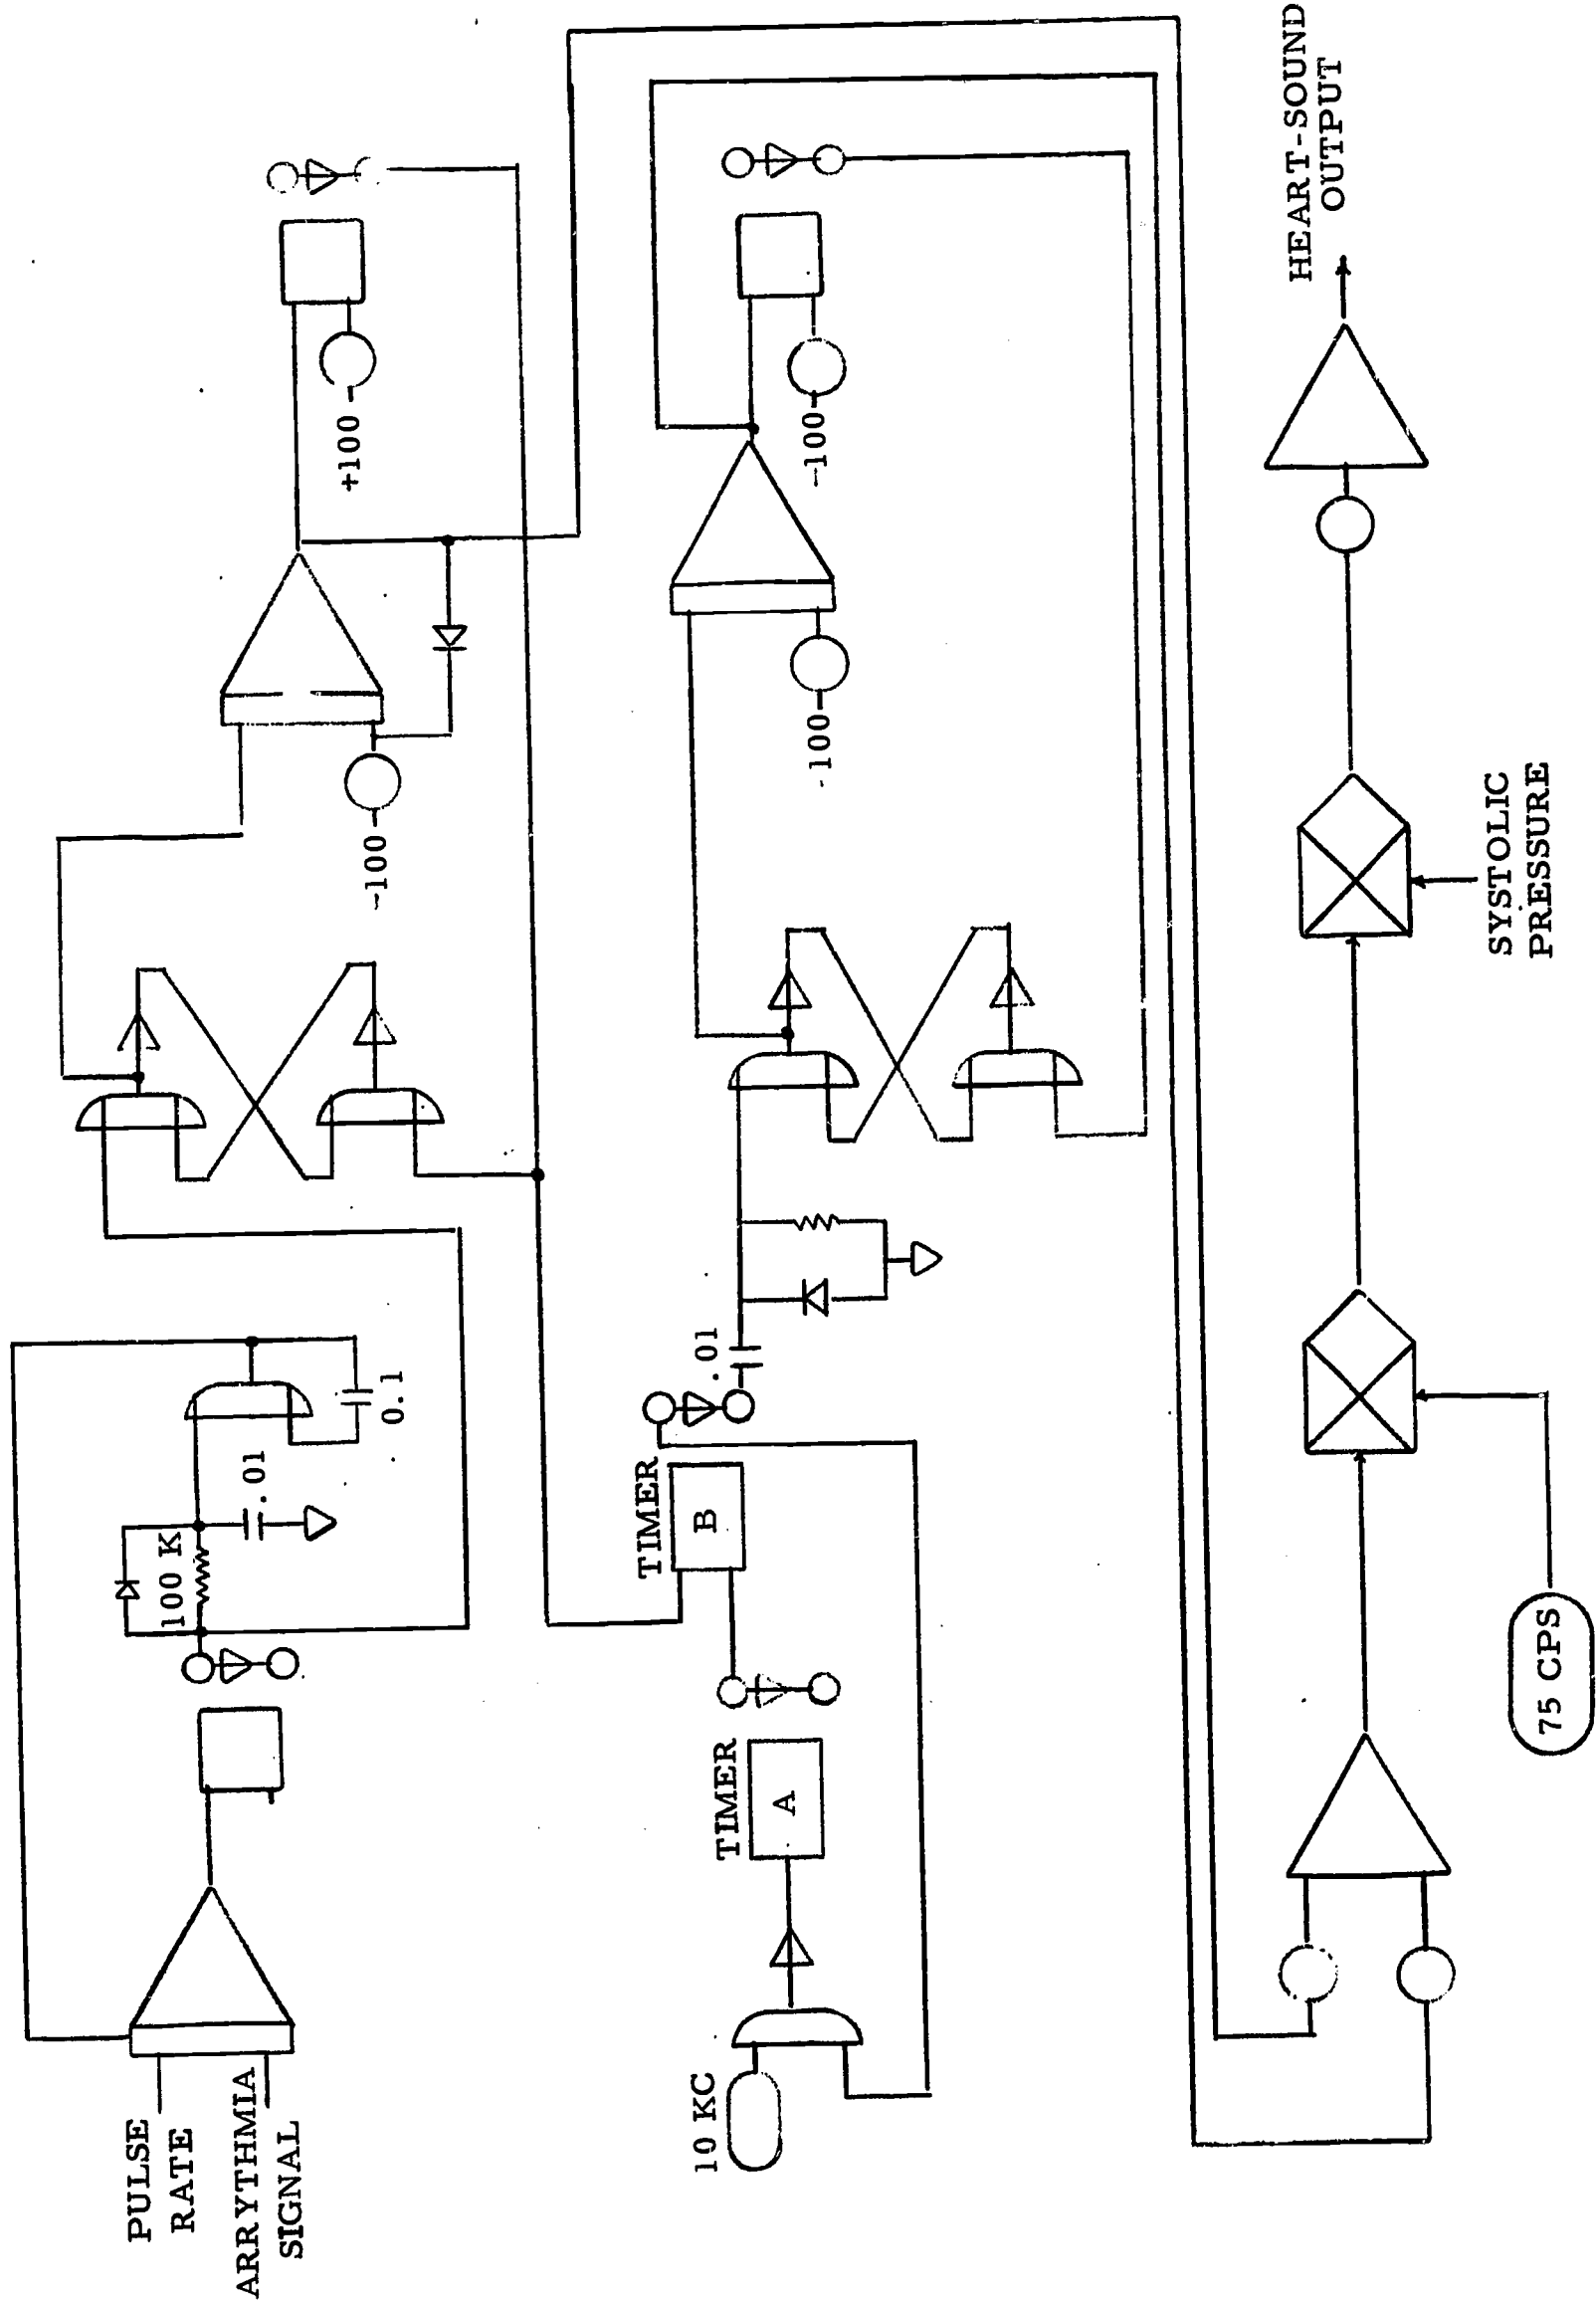 PULSE
RATE
ARRYTHMIA
SIGNAL
100 K
.01
0.1
-100
+100
10 KC
TIMER
A
TIMER
B
.01
-100
-100
75 CPS
SYSTOLIC
PRESSURE
HEART-SOUND
OUTPUT